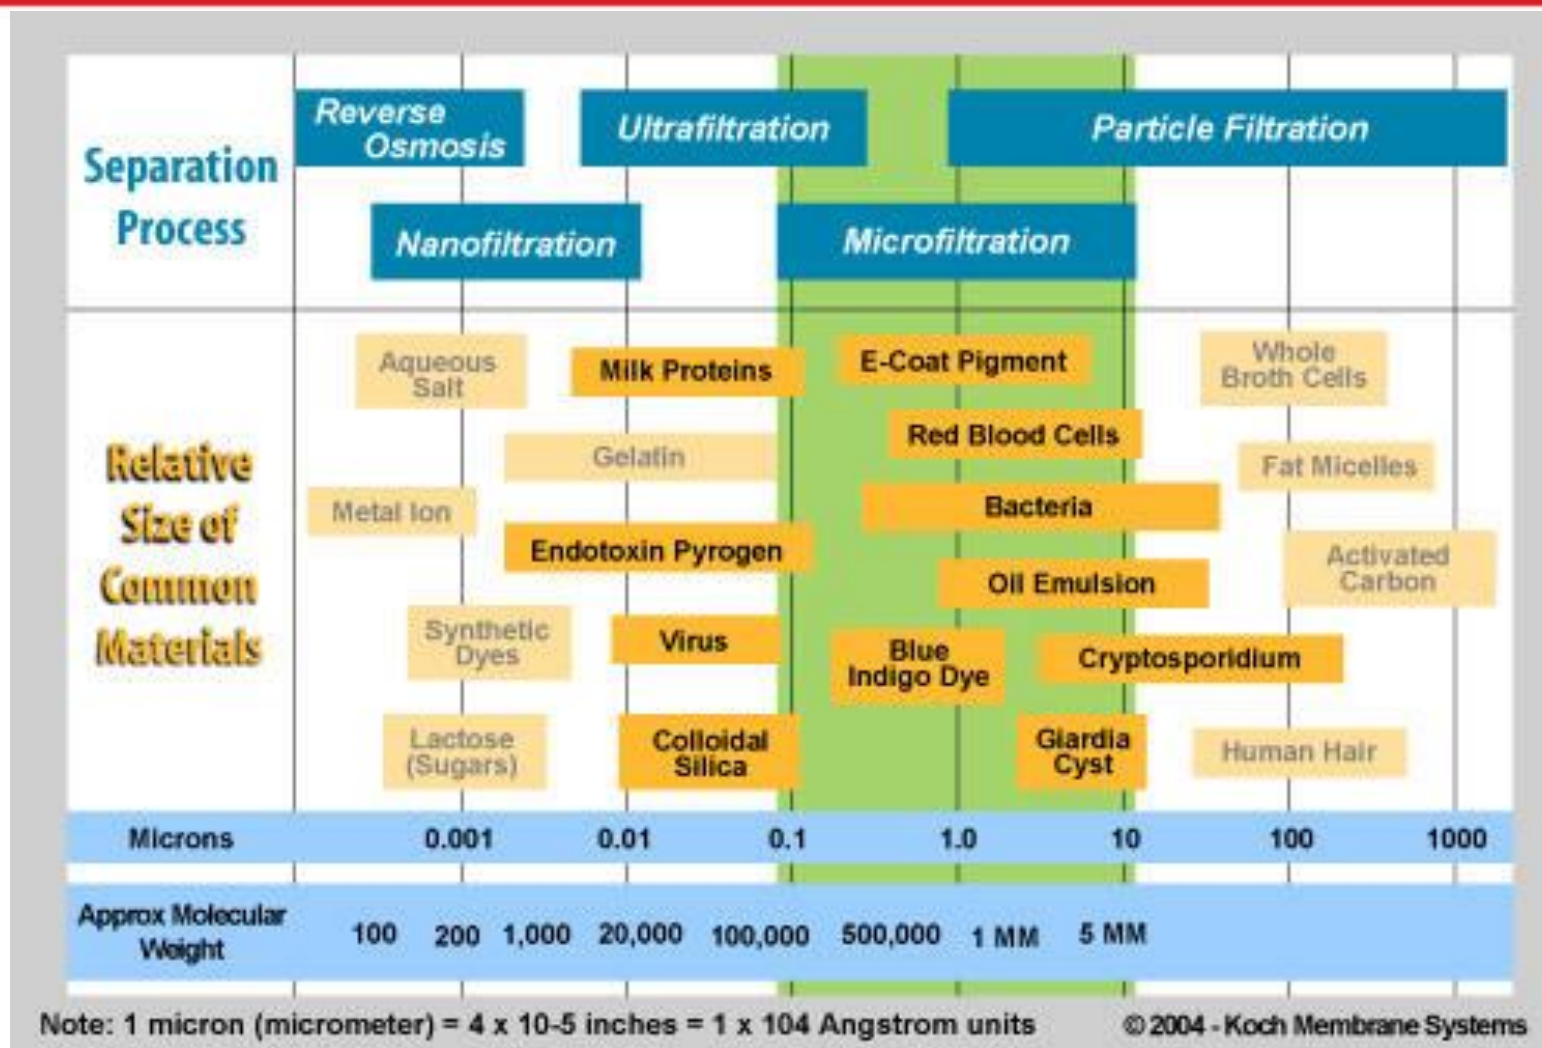 Separation
Process
Reverse
Osmosis
Ultrafiltration
Particle Filtration
Nanofiltration
Microfiltration
Relative
Size of
Common
Materials
Aqueous
Salt
Milk Proteins
E-Coat Pigment
Whole
Broth Cells
Gelatin
Red Blood Cells
Fat Micelles
Metal Ion
Bacteria
Endotoxin Pyrogen
Oil Emulsion
Activated
Carbon
Synthetic
Dyes
Virus
Blue
Indigo Dye
Cryptosporidium
Lactose
(Sugars)
Colloidal
Silica
Giardia
Cyst
Human Hair
Microns 0.001 0.01 0.1 1.0 10 100 1000
Approx Molecular
Weight
100 200 1,000 20,000 100,000 500,000 1 MM 5 MM
Note: 1 micron (micrometer) = 4 x 10-5 inches = 1 x 104 Angstrom units
© 2004 - Koch Membrane Systems